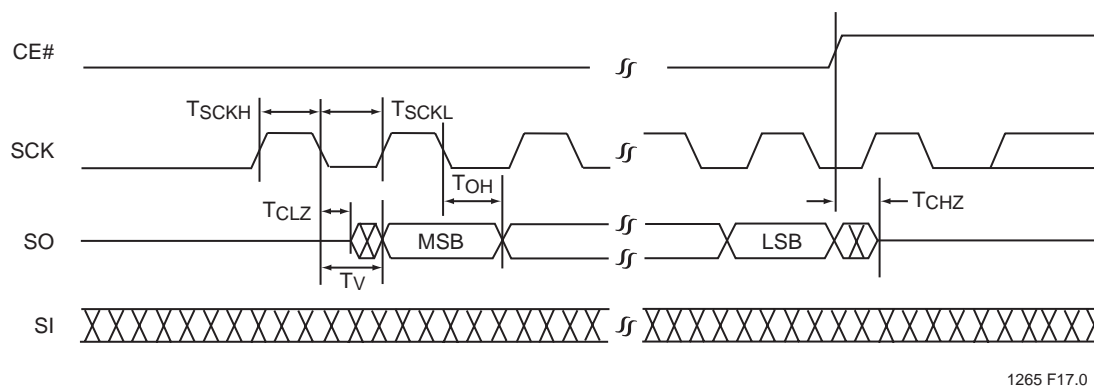 CE#
TSCKH
TSCKL
SCK
TOH
TCLZ
TCHZ
SO
MSB
LSB
TV
SI
1265 F17.0